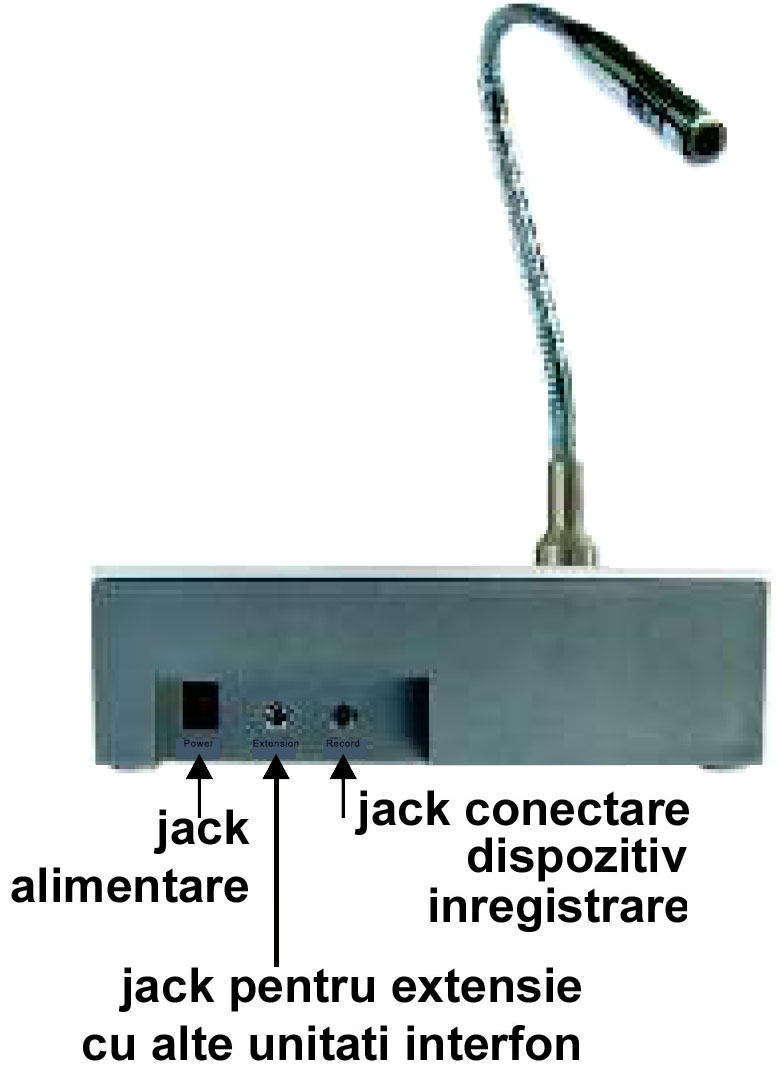 Power Extension Record
jack
alimentare
jack conectare
dispozitiv
inregistrare
jack pentru extensie
cu alte unitati interfon